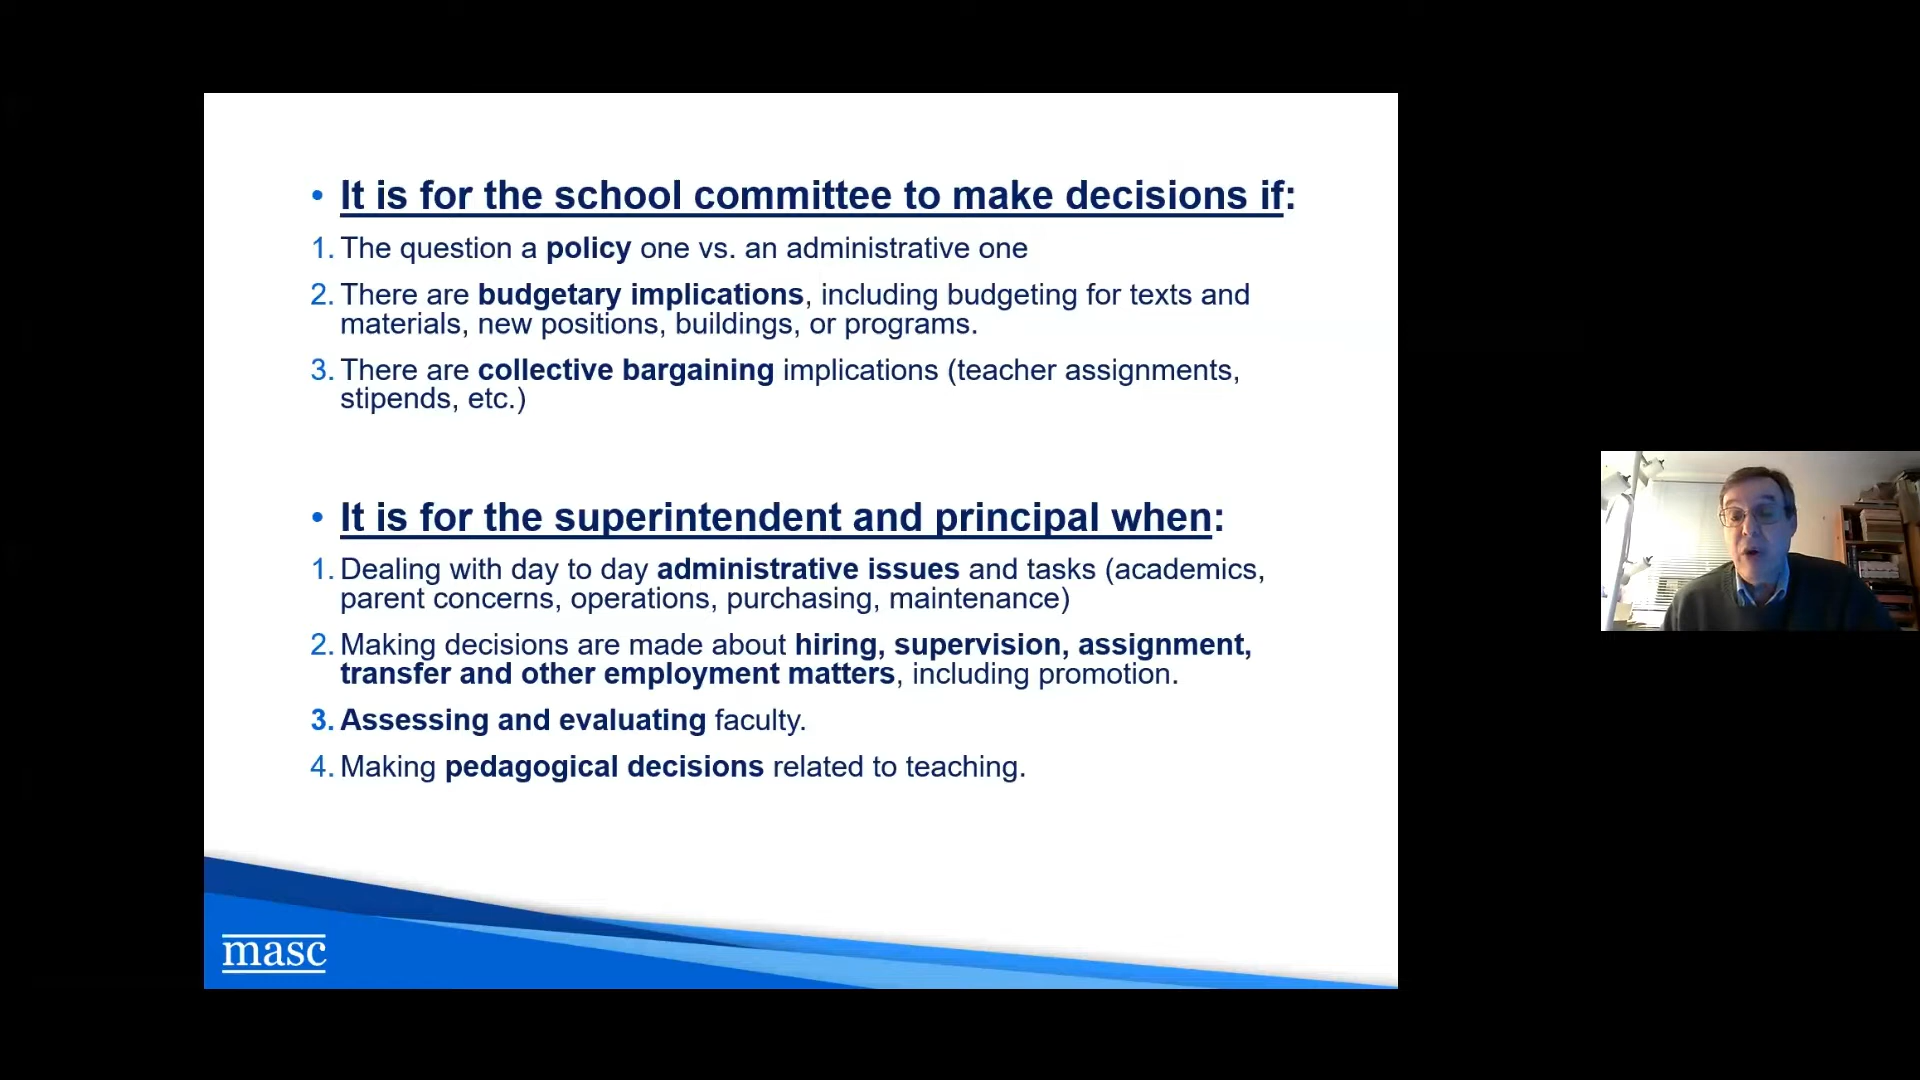 • It is for the school committee to make decisions if:
1. The question a policy one vs. an administrative one
2. There are budgetary implications, including budgeting for texts and
materials, new positions, buildings, or programs.
3. There are collective bargaining implications (teacher assignments,
stipends, etc.)
• It is for the superintendent and principal when:
1. Dealing with day to day administrative issues and tasks (academics,
parent concerns, operations, purchasing, maintenance)
2. Making decisions are made about hiring, supervision, assignment,
transfer and other employment matters, including promotion.
3. Assessing and evaluating faculty.
4. Making pedagogical decisions related to teaching.
masc